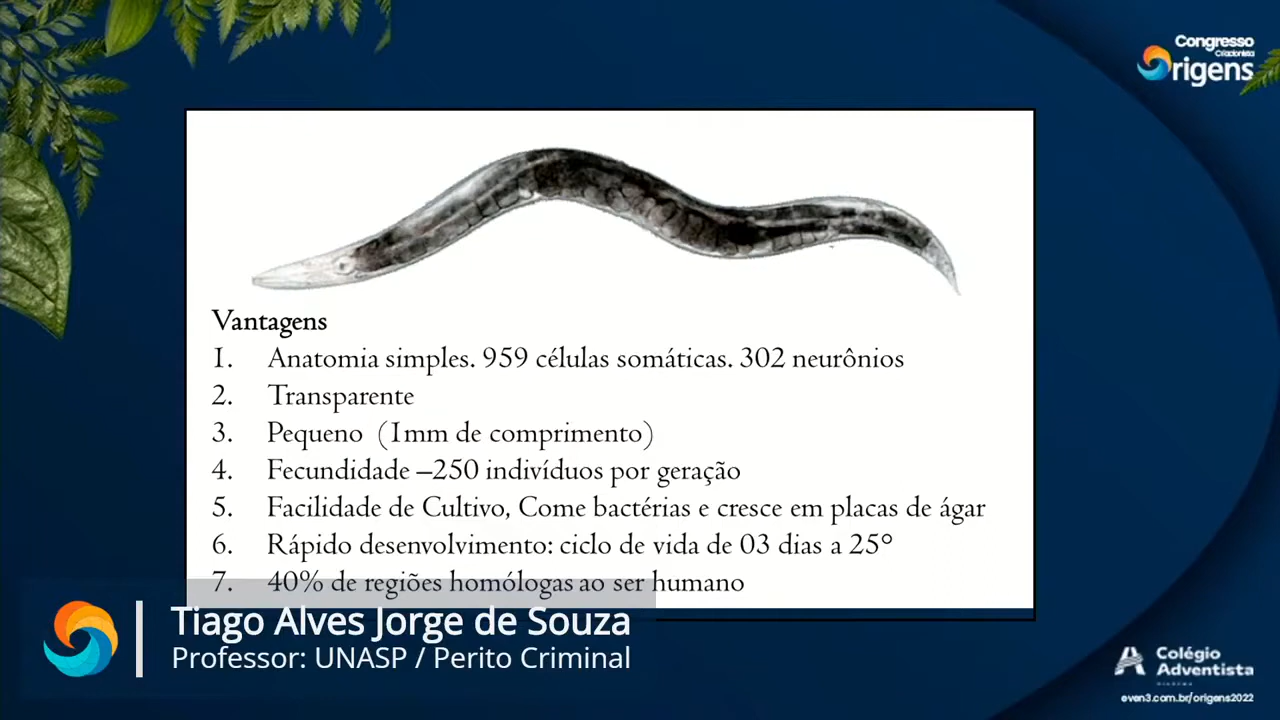 Congresso
Criacionista
Origens
Vantagens
1. Anatomia simples. 959 células somáticas. 302 neurônios
2. Transparente
3. Pequeno (1mm de comprimento)
4. Fecundidade –250 indivíduos por geração
5. Facilidade de Cultivo, Come bactérias e cresce em placas de ágar
6. Rápido desenvolvimento: ciclo de vida de 03 dias a 25°
7. 40% de regiões homólogas ao ser humano
Tiago Alves Jorge de Souza
Professor: UNASP / Perito Criminal
Colégio
Adventista
even3.com.br/origens2022